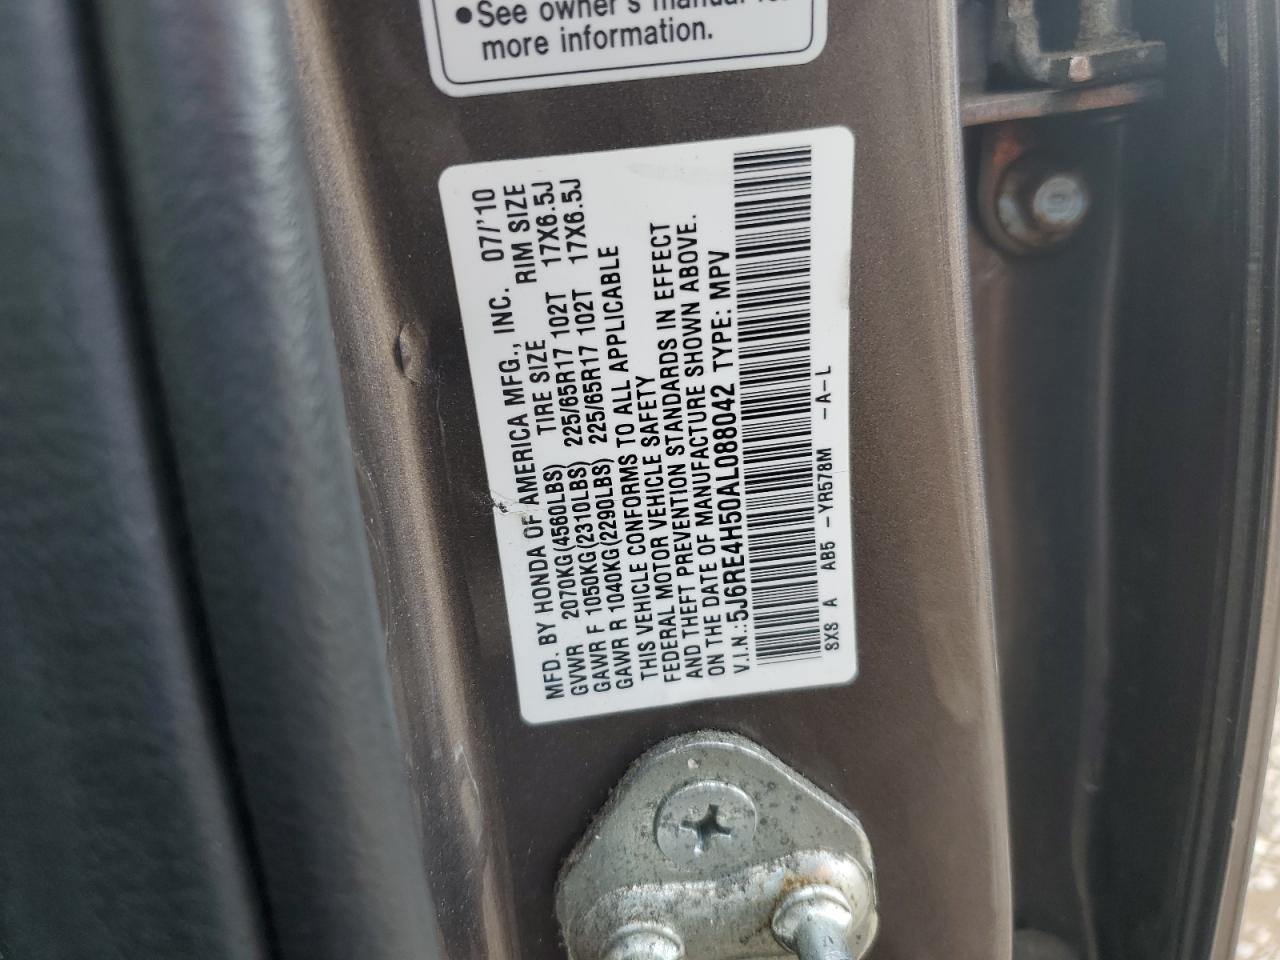 ●See owner's manual for
more information.
MFD. BY HONDA OF AMERICA MFG., INC. 07/'10
GVWR 2070KG(4560LBS) TIRE SIZE RIM SIZE
GAWR F 1050KG(2310LBS) 225/65R17 102T 17X6.5J
GAWR R 1040KG(2290LBS) 225/65R17 102T 17X6.5J
THIS VEHICLE CONFORMS TO ALL APPLICABLE
FEDERAL MOTOR VEHICLE SAFETY
AND THEFT PREVENTION STANDARDS IN EFFECT
ON THE DATE OF MANUFACTURE SHOWN ABOVE.
V.I.N.:5J6RE4H50AL088042 TYPE: MPV
SXS A AB5 -YR578M -A-L